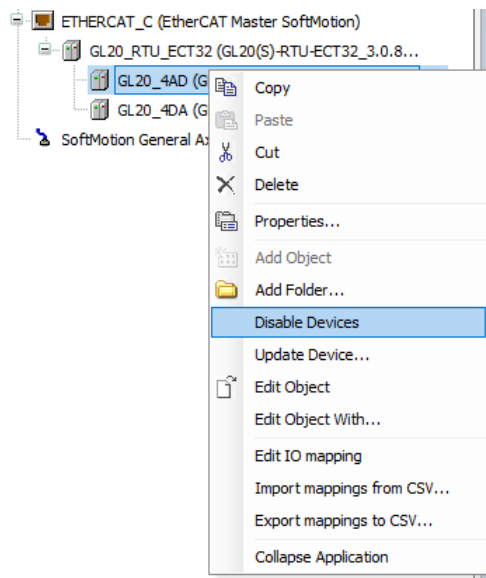 ETHERCAT_C (EtherCAT Master SoftMotion)
GL20_RTU_ECT32 (GL20(S)-RTU-ECT32_3.0.8...
GL20_4AD (G
GL20_4DA (G
SoftMotion General A
Copy
Paste
Cut
Delete
Properties...
Add Object
Add Folder...
Disable Devices
Update Device...
Edit Object
Edit Object With...
Edit IO mapping
Import mappings from CSV...
Export mappings to CSV...
Collapse Application